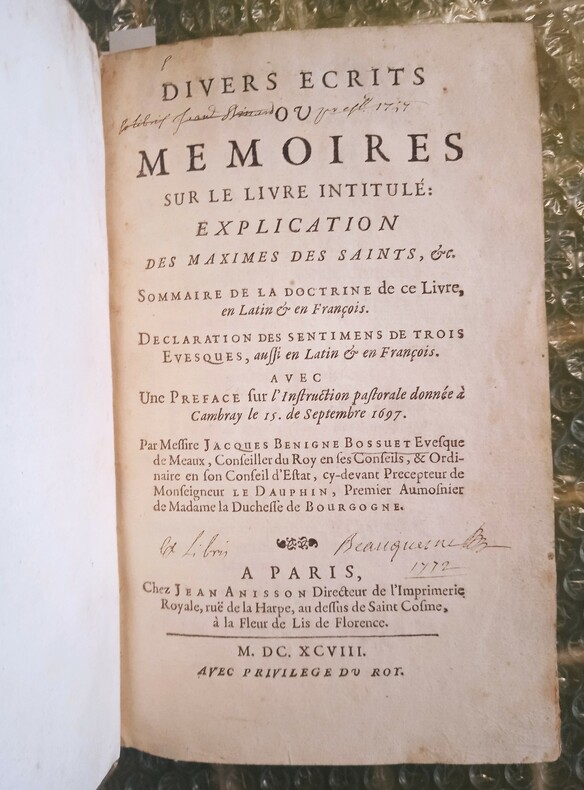 DIVERS ECRITS
OU
MEMOIRES
SUR LE LIVRE INTITULÉ:
EXPLICATION
DES MAXIMES DES SAINTS, &c.
SOMMAIRE DE LA DOCTRINE de ce Livre,
en Latin & en François.
DECLARATION DES SENTIMENS DE TROIS
EVESQUES, auſſi en Latin & en François.
AVEC
Une PREFACE ſur l'Inſtruction paſtorale donnée à
Cambray le 15. de Septembre 1697.
Par Meſſire JACQUES BENIGNE BOSSUET Eveſque
de Meaux, Conſeiller du Roy en ſes Conſeils, & Ordi-
naire en ſon Conſeil d'Eſtat, cy-devant Precepteur de
Monſeigneur LE DAUPHIN, Premier Aumoſnier
de Madame la Ducheſſe de BOURGOGNE.
Ex Libris Beauquesne
1772
A PARIS,
Chez JEAN ANISSON Directeur de l'Imprimerie
Royale, ruë de la Harpe, au deſſus de Saint Coſme,
à la Fleur de Lis de Florence.
M. DC. XCVIII.
AVEC PRIVILEGE DU ROY.